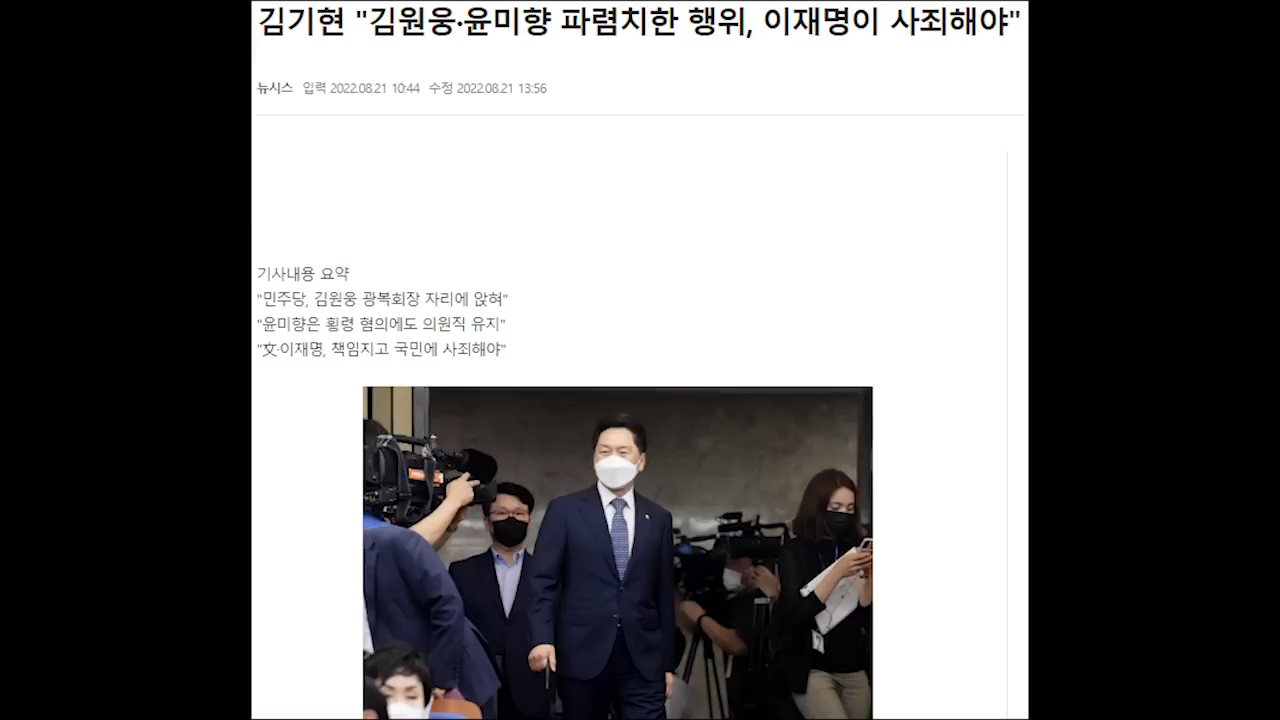 김기현 "김원웅·윤미향 파렴치한 행위, 이재명이 사죄해야"
뉴시스 입력 2022.08.21 10:44 수정 2022.08.21 13:56
기사내용 요약
"민주당, 김원웅 광복회장 자리에 앉혀"
"윤미향은 횡령 혐의에도 의원직 유지"
"文·이재명, 책임지고 국민에 사죄해야"